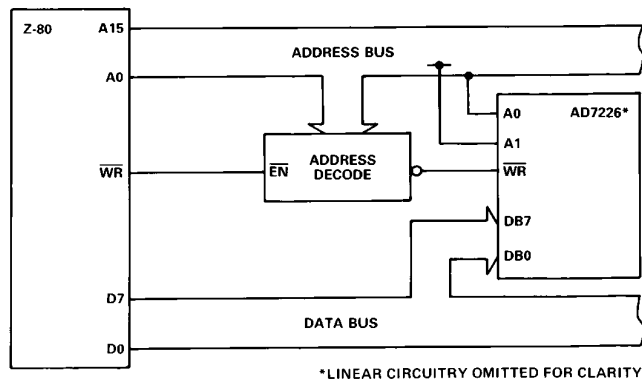 Z-80
A15
ADDRESS BUS
A0
A0
AD7226*
A1
WR
EN
ADDRESS
DECODE
WR
DB7
DB0
D7
DATA BUS
D0
*LINEAR CIRCUITRY OMITTED FOR CLARITY